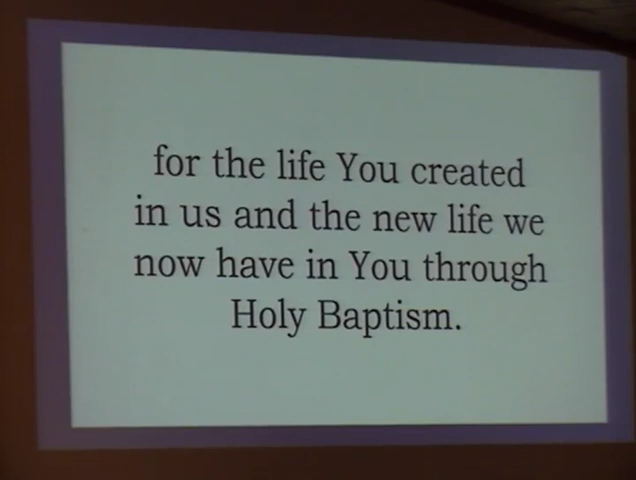 for the life You created
in us and the new life we
now have in You through
Holy Baptism.